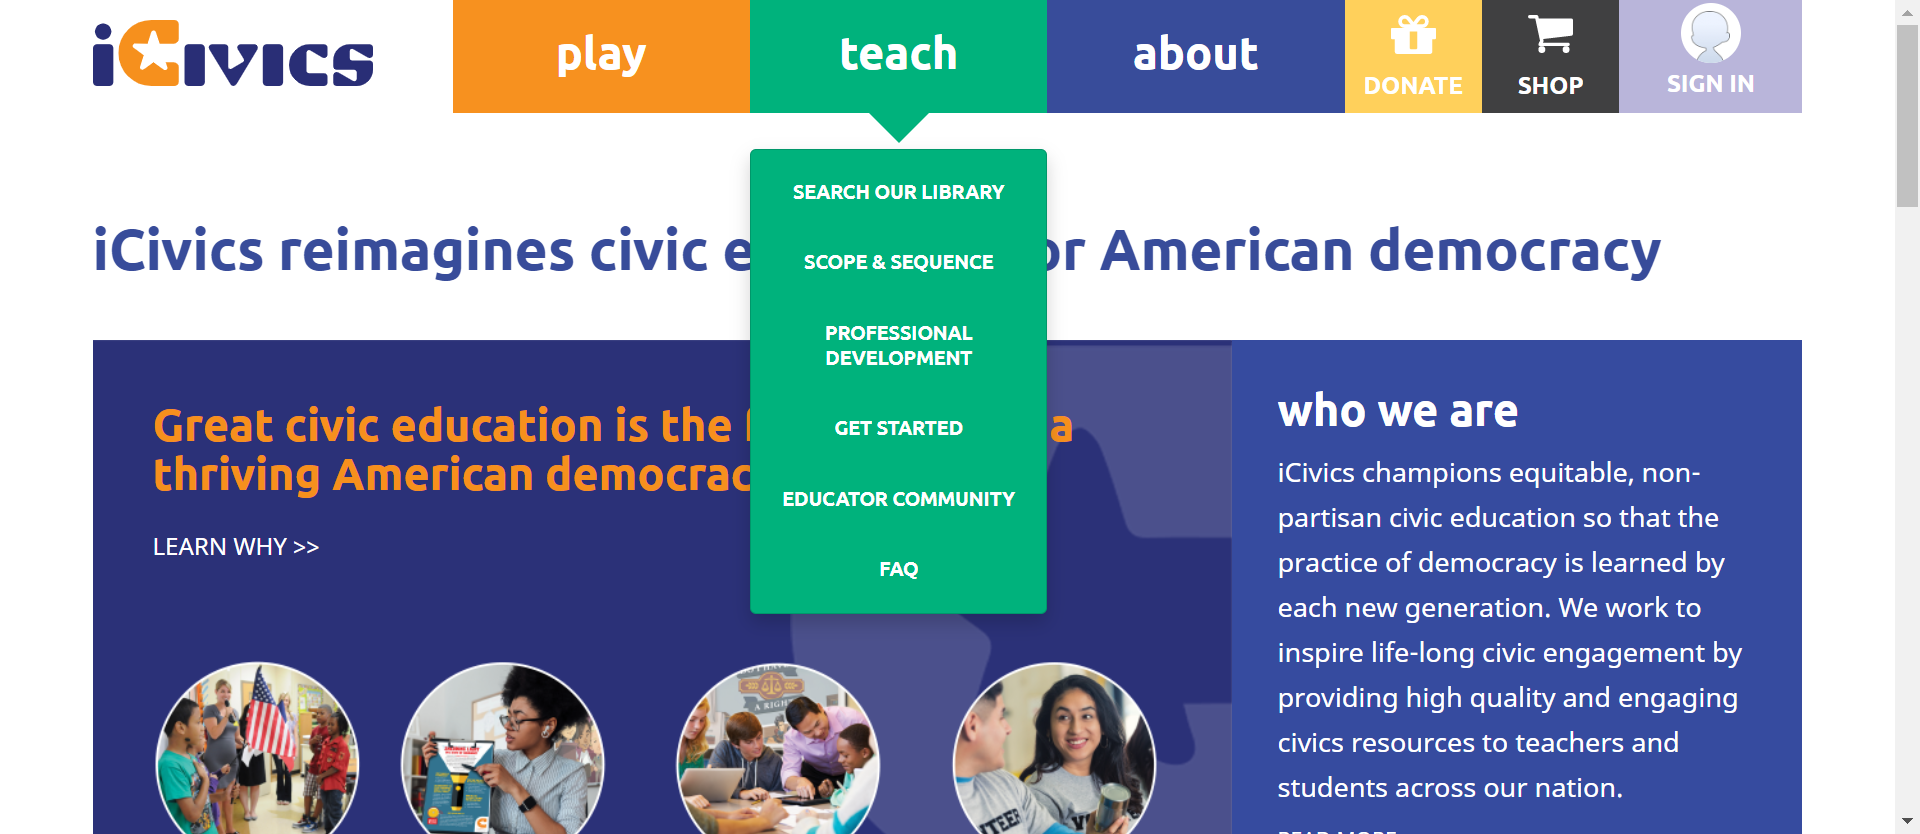 iCivics
play
teach
about
DONATE
SHOP
SIGN IN
SEARCH OUR LIBRARY
SCOPE & SEQUENCE
PROFESSIONAL
DEVELOPMENT
GET STARTED
EDUCATOR COMMUNITY
FAQ
iCivics reimagines civic or American democracy
Great civic education is the a
thriving American democrac
LEARN WHY >>
who we are
iCivics champions equitable, non-
partisan civic education so that the
practice of democracy is learned by
each new generation. We work to
inspire life-long civic engagement by
providing high quality and engaging
civics resources to teachers and
students across our nation.
READ MORE
A RIGH